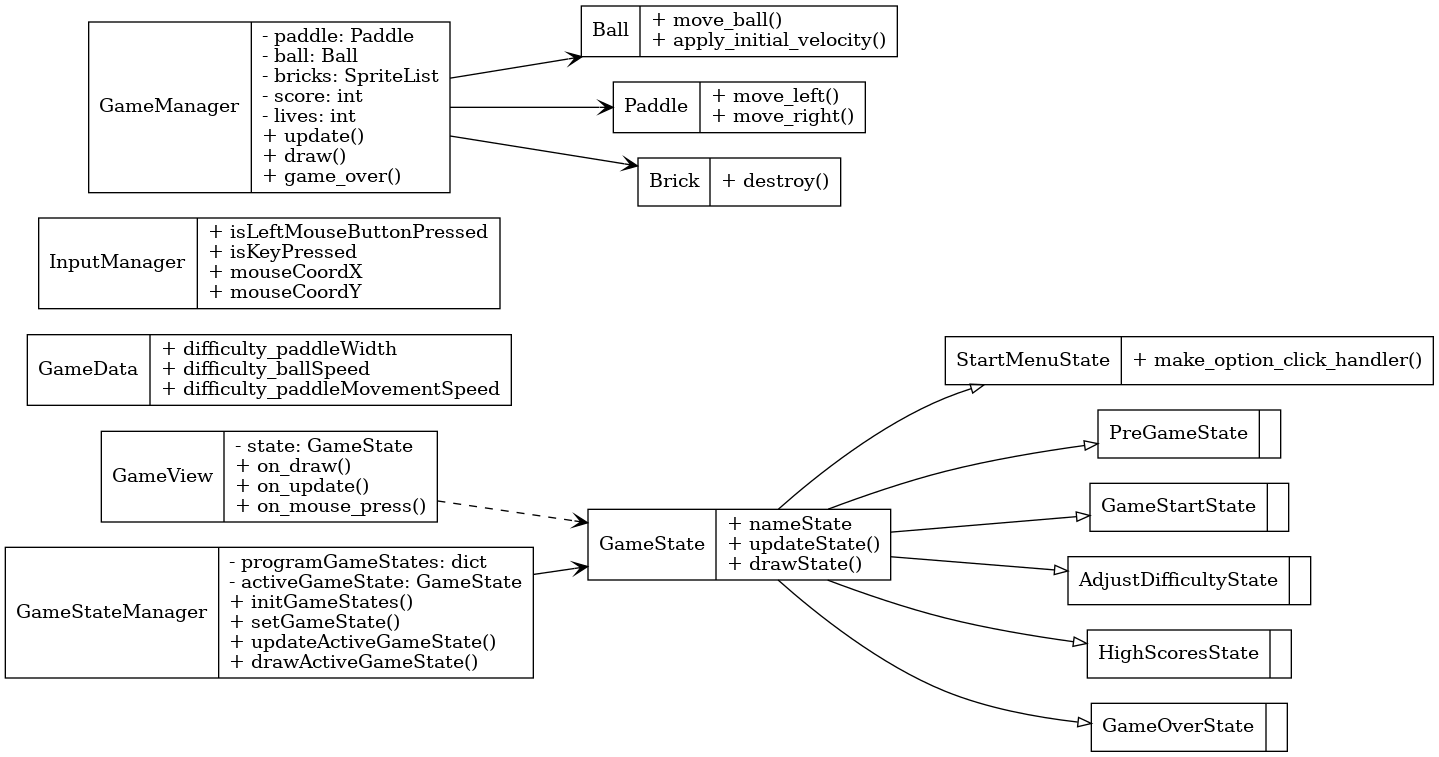 GameManager
- paddle: Paddle
- ball: Ball
- bricks: SpriteList
- score: int
- lives: int
+ update()
+ draw()
+ game_over()
Ball
+ move_ball()
+ apply_initial_velocity()
Paddle
+ move_left()
+ move_right()
Brick
+ destroy()
InputManager
+ isLeftMouseButtonPressed
+ isKeyPressed
+ mouseCoordX
+ mouseCoordY
GameData
+ difficulty_paddleWidth
+ difficulty_ballSpeed
+ difficulty_paddleMovementSpeed
GameView
- state: GameState
+ on_draw()
+ on_update()
+ on_mouse_press()
GameStateManager
- programGameStates: dict
- activeGameState: GameState
+ initGameStates()
+ setGameState()
+ updateActiveGameState()
+ drawActiveGameState()
GameState
+ nameState
+ updateState()
+ drawState()
StartMenuState
+ make_option_click_handler()
PreGameState
GameStartState
AdjustDifficultyState
HighScoresState
GameOverState